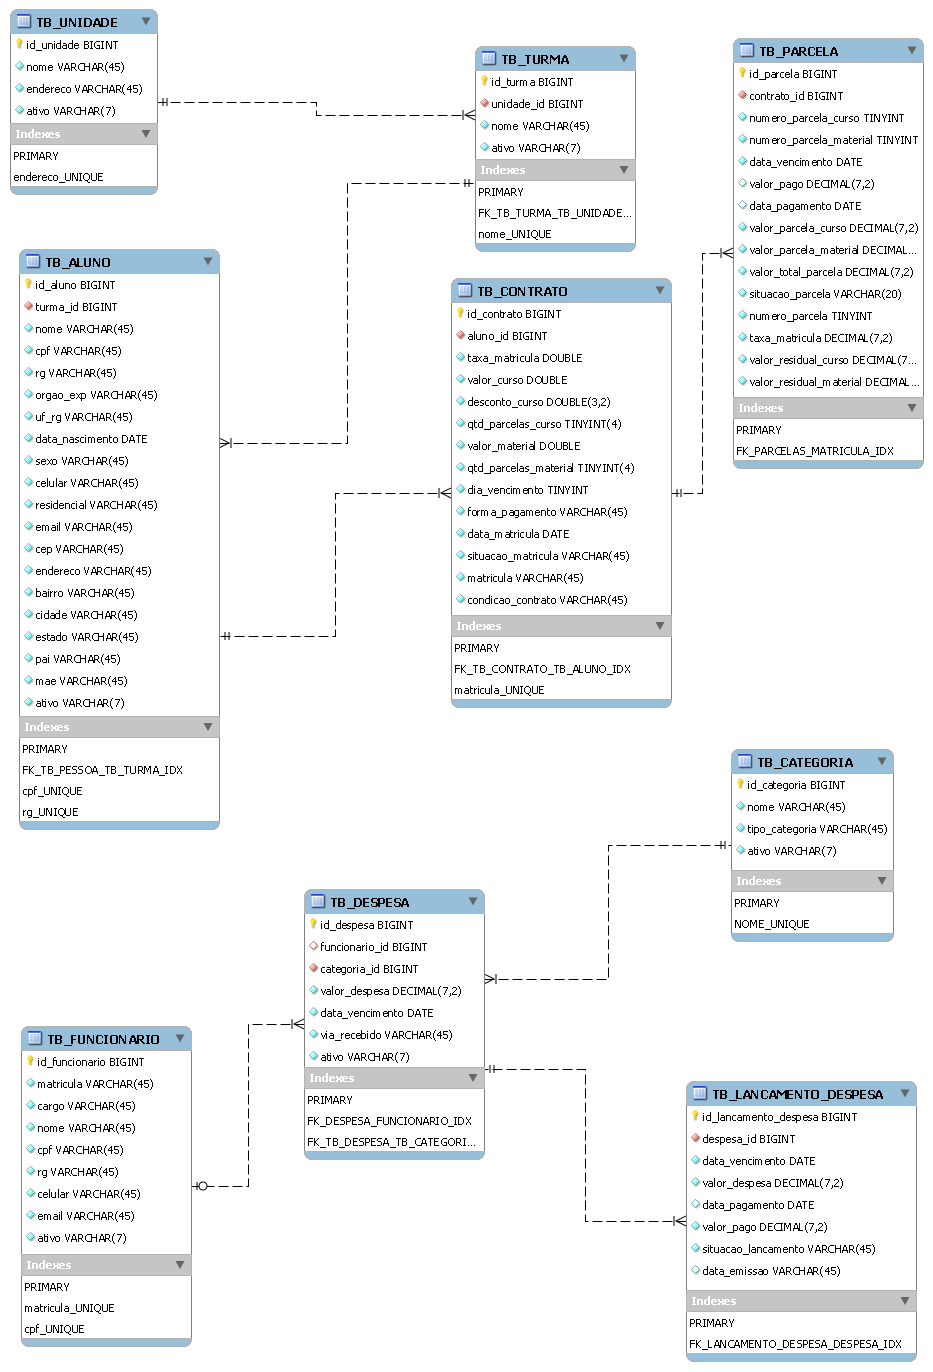 TB_UNIDADE
id_unidade BIGINT
nome VARCHAR(45)
endereco VARCHAR(45)
ativo VARCHAR(7)
Indexes
PRIMARY
endereco_UNIQUE
TB_TURMA
id_turma BIGINT
unidade_id BIGINT
nome VARCHAR(45)
ativo VARCHAR(7)
Indexes
PRIMARY
FK_TB_TURMA_TB_UNIDADE...
nome_UNIQUE
TB_PARCELA
id_parcela BIGINT
contrato_id BIGINT
numero_parcela_curso TINYINT
numero_parcela_material TINYINT
data_vencimento DATE
valor_pago DECIMAL(7,2)
data_pagamento DATE
valor_parcela_curso DECIMAL(7,2)
valor_parcela_material DECIMAL...
valor_total_parcela DECIMAL(7,2)
situacao_parcela VARCHAR(20)
numero_parcela TINYINT
taxa_matricula DECIMAL(7,2)
valor_residual_curso DECIMAL(7...
valor_residual_material DECIMAL...
Indexes
PRIMARY
FK_PARCELAS_MATRICULA_IDX
TB_ALUNO
id_aluno BIGINT
turma_id BIGINT
nome VARCHAR(45)
cpf VARCHAR(45)
rg VARCHAR(45)
orgao_exp VARCHAR(45)
uf_rg VARCHAR(45)
data_nascimento DATE
sexo VARCHAR(45)
celular VARCHAR(45)
residencial VARCHAR(45)
email VARCHAR(45)
cep VARCHAR(45)
endereco VARCHAR(45)
bairro VARCHAR(45)
cidade VARCHAR(45)
estado VARCHAR(45)
pai VARCHAR(45)
mae VARCHAR(45)
ativo VARCHAR(7)
Indexes
PRIMARY
FK_TB_PESSOA_TB_TURMA_IDX
cpf_UNIQUE
rg_UNIQUE
TB_CONTRATO
id_contrato BIGINT
aluno_id BIGINT
taxa_matricula DOUBLE
valor_curso DOUBLE
desconto_curso DOUBLE(3,2)
qtd_parcelas_curso TINYINT(4)
valor_material DOUBLE
qtd_parcelas_material TINYINT(4)
dia_vencimento TINYINT
forma_pagamento VARCHAR(45)
data_matricula DATE
situacao_matricula VARCHAR(45)
matricula VARCHAR(45)
condicao_contrato VARCHAR(45)
Indexes
PRIMARY
FK_TB_CONTRATO_TB_ALUNO_IDX
matricula_UNIQUE
TB_CATEGORIA
id_categoria BIGINT
nome VARCHAR(45)
tipo_categoria VARCHAR(45)
ativo VARCHAR(7)
Indexes
PRIMARY
NOME_UNIQUE
TB_DESPESA
id_despesa BIGINT
funcionario_id BIGINT
categoria_id BIGINT
valor_despesa DECIMAL(7,2)
data_vencimento DATE
via_recebido VARCHAR(45)
ativo VARCHAR(7)
Indexes
PRIMARY
FK_DESPESA_FUNCIONARIO_IDX
FK_TB_DESPESA_TB_CATEGORI...
TB_FUNCIONARIO
id_funcionario BIGINT
matricula VARCHAR(45)
cargo VARCHAR(45)
nome VARCHAR(45)
cpf VARCHAR(45)
rg VARCHAR(45)
celular VARCHAR(45)
email VARCHAR(45)
ativo VARCHAR(7)
Indexes
PRIMARY
matricula_UNIQUE
cpf_UNIQUE
TB_LANCAMENTO_DESPESA
id_lancamento_despesa BIGINT
despesa_id BIGINT
data_vencimento DATE
valor_despesa DECIMAL(7,2)
data_pagamento DATE
valor_pago DECIMAL(7,2)
situacao_lancamento VARCHAR(45)
data_emissao VARCHAR(45)
Indexes
PRIMARY
FK_LANCAMENTO_DESPESA_DESPESA_IDX